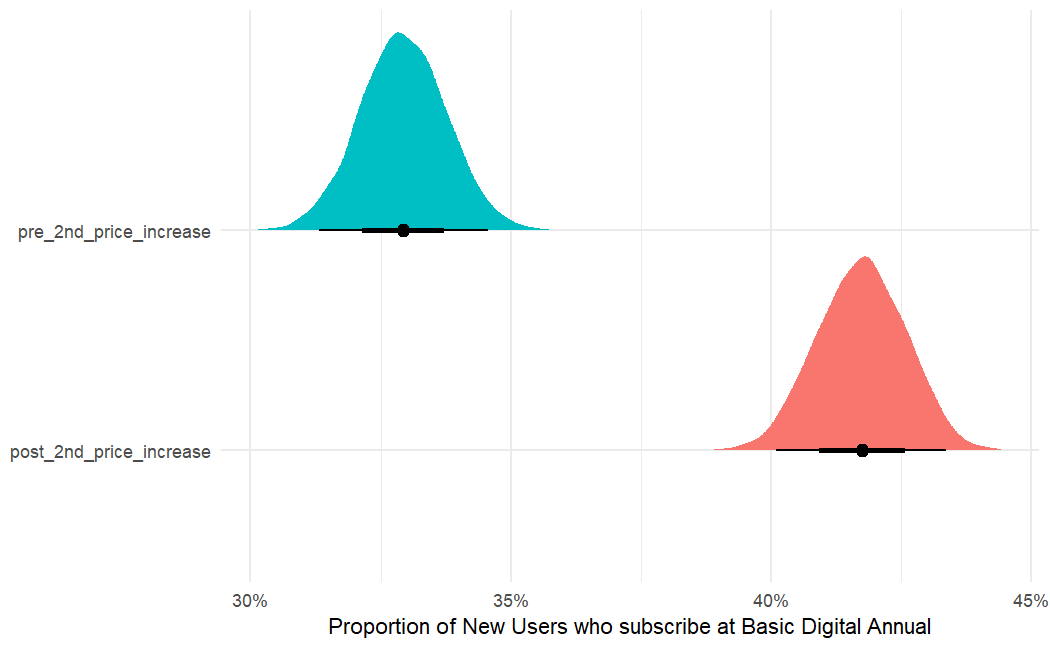 pre_2nd_price_increase
post_2nd_price_increase
30% 35% 40% 45%
Proportion of New Users who subscribe at Basic Digital Annual